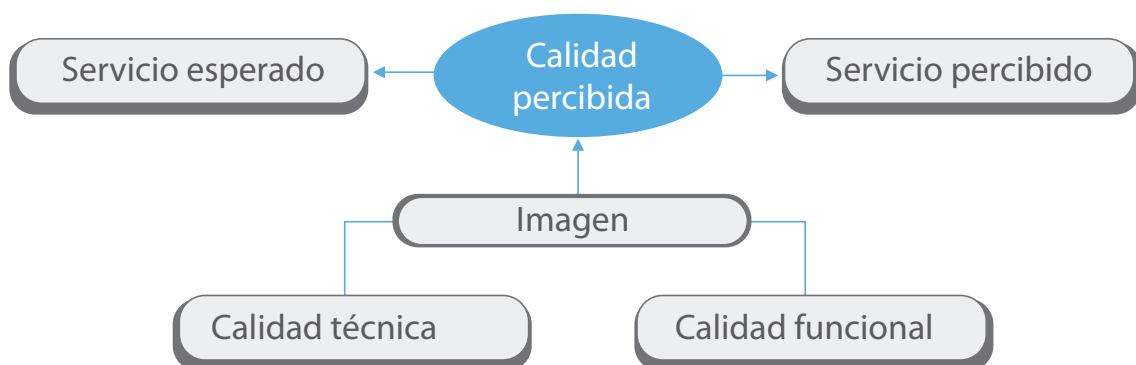 Servicio esperado
Calidad
percibida
Servicio percibido
Imagen
Calidad técnica
Calidad funcional